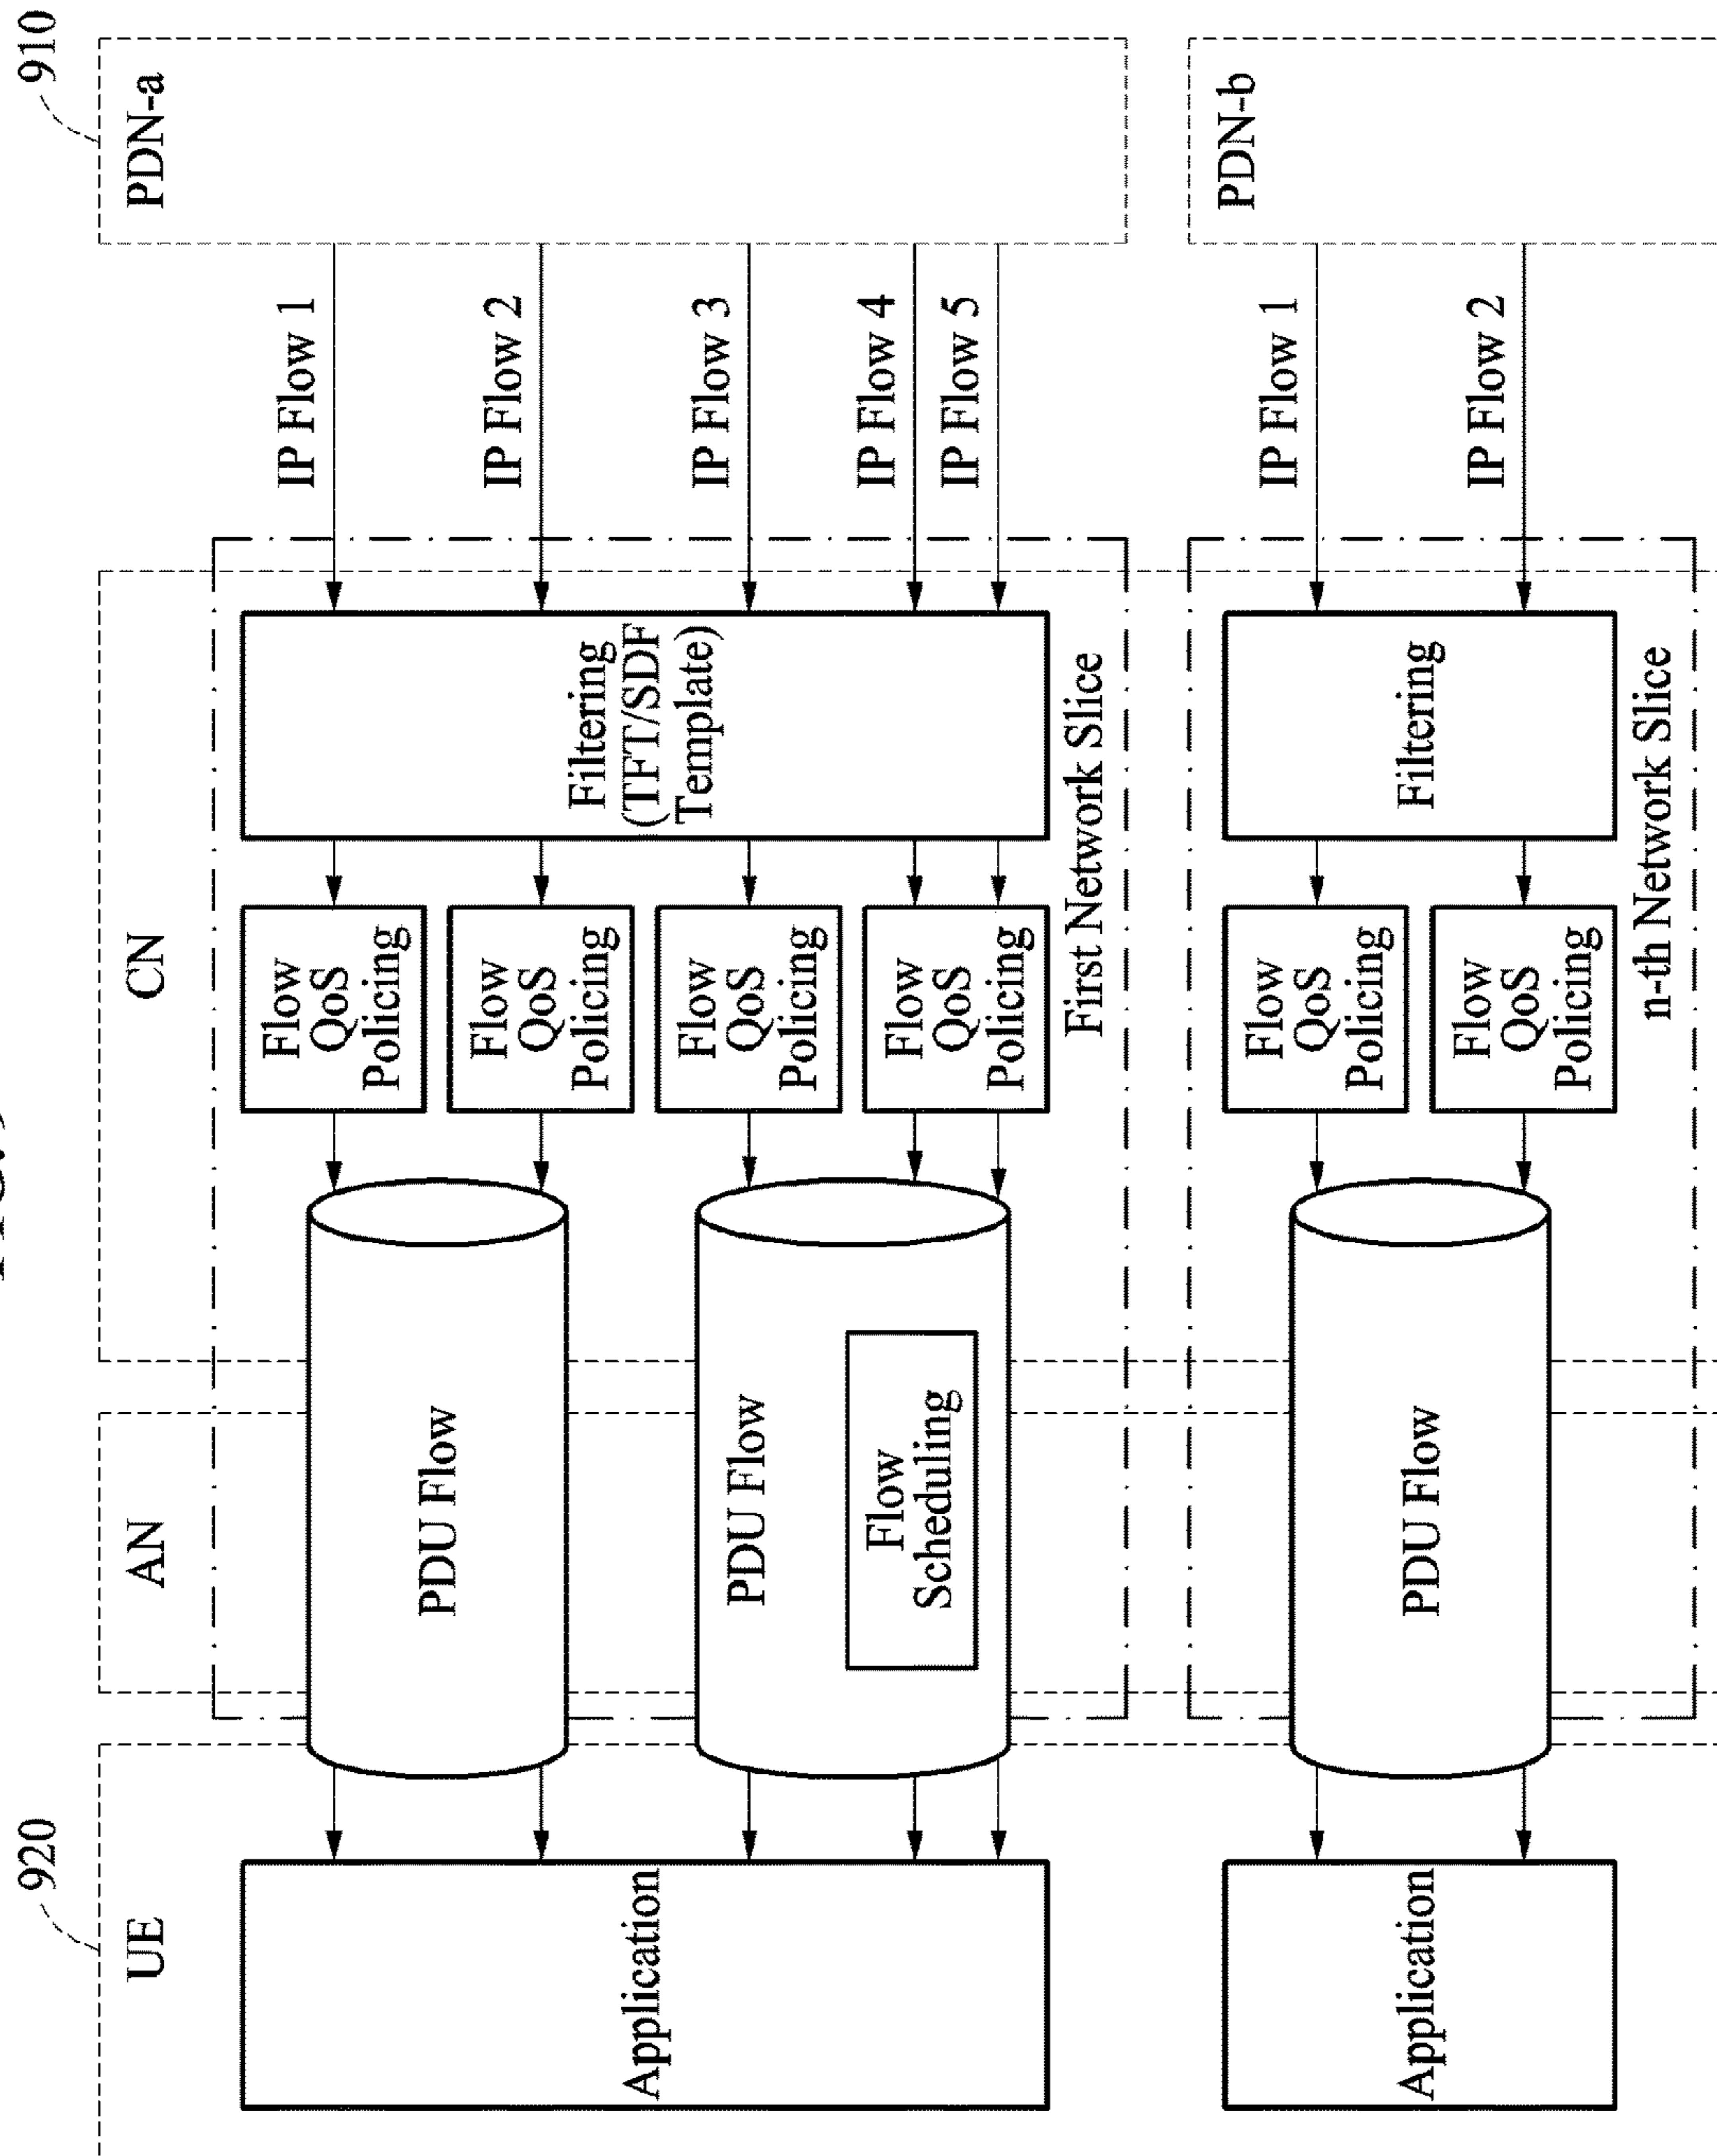 920
910
UE
AN
CN
PDN-a
Flow
QoS
Policing
IP Flow 1
PDU Flow
Flow
QoS
Policing
IP Flow 2
Application
Filtering
(TFT/SDF
Template)
PDU Flow
Flow
QoS
Policing
IP Flow 3
Flow
Scheduling
Flow
QoS
Policing
IP Flow 4
IP Flow 5
First Network Slice
PDN-b
Flow
QoS
Policing
IP Flow 1
Application
PDU Flow
Filtering
Flow
QoS
Policing
IP Flow 2
n-th Network Slice